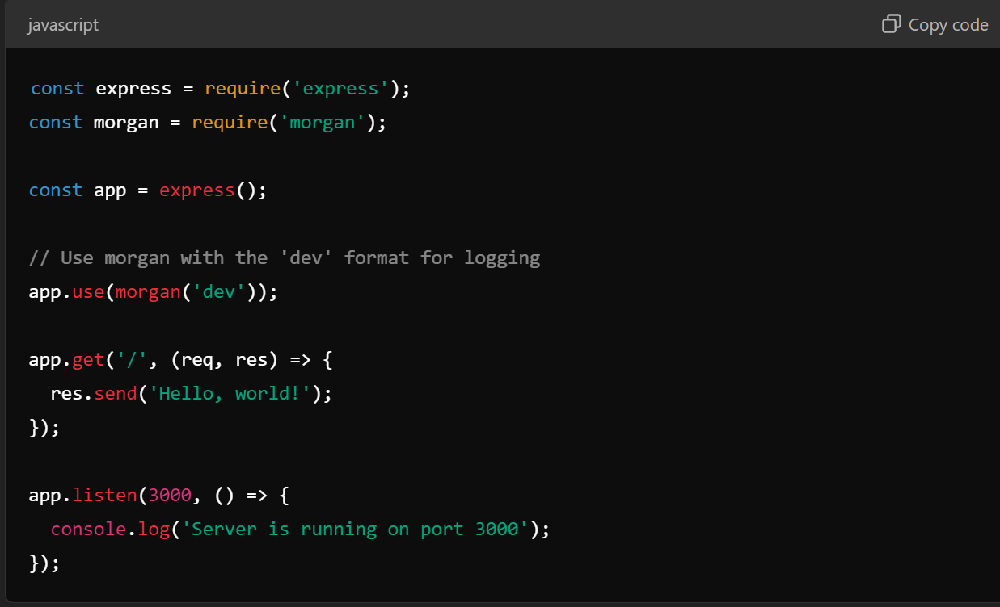 javascript
Copy code
const express = require('express');
const morgan = require('morgan');
const app = express();
// Use morgan with the 'dev' format for logging
app.use(morgan('dev'));
app.get('/', (req, res) => {
  res.send('Hello, world!');
});
app.listen(3000, () => {
  console.log('Server is running on port 3000');
});